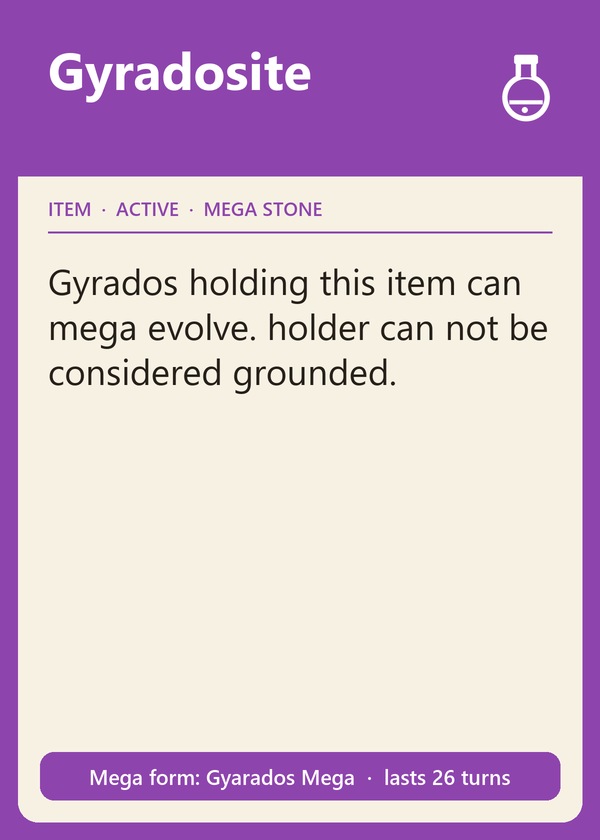 Gyradosite
ITEM · ACTIVE · MEGA STONE
Gyrados holding this item can
mega evolve. holder can not be
considered grounded.
Mega form: Gyarados Mega · lasts 26 turns